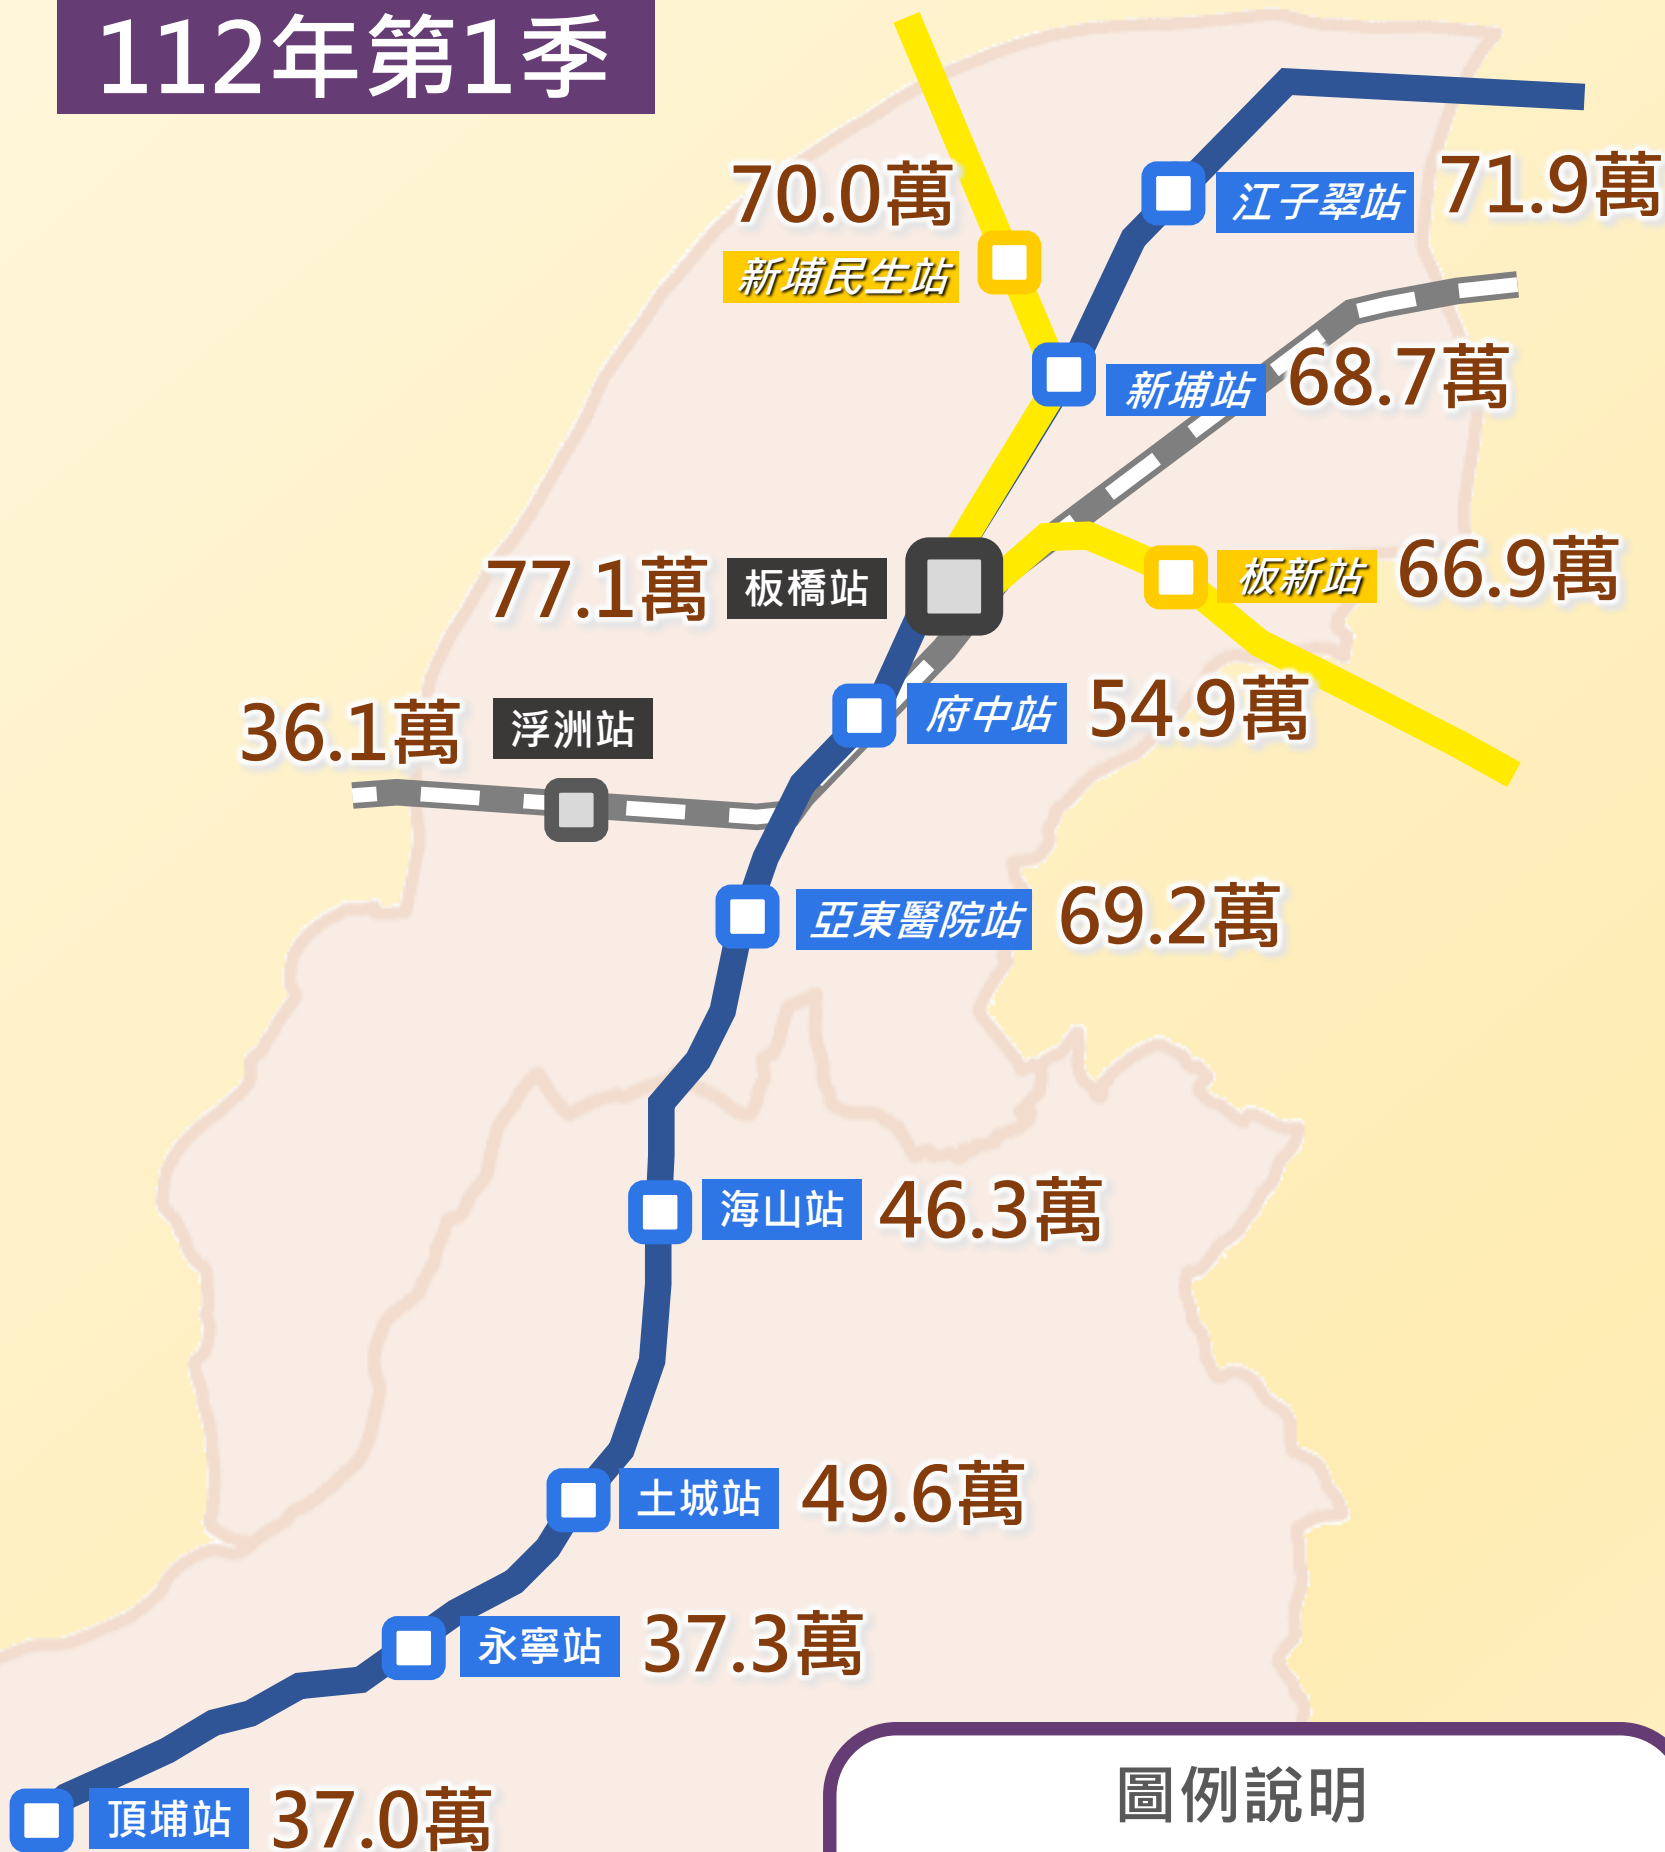 112年第1季
71.9萬
江子翠站
70.0萬
新埔民生站
68.7萬
新埔站
77.1萬
板橋站
66.9萬
板新站
54.9萬
府中站
36.1萬
浮洲站
69.2萬
亞東醫院站
46.3萬
海山站
49.6萬
土城站
37.3萬
永寧站
37.0萬
頂埔站
圖例說明